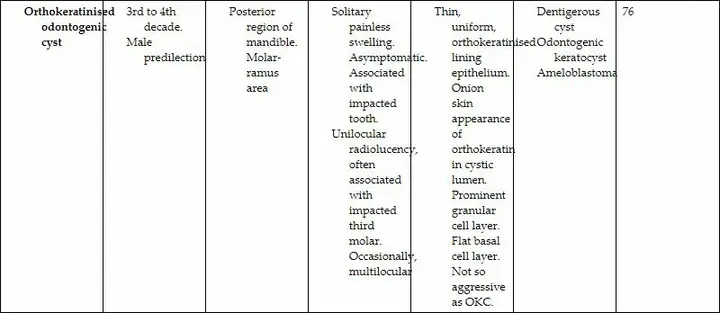 Orthokeratinised
odontogenic
cyst
3rd to 4th
decade.
Male
predilection
Posterior
region of
mandible.
Molar-
ramus
area
Solitary
painless
swelling.
Asymptomatic.
Associated
with
impacted
tooth.
Unilocular
radiolucency,
often
associated
with
impacted
third
molar.
Occasionally,
multilocular
Thin,
uniform,
orthokeratinised
lining
epithelium.
Onion
skin
appearance
of
orthokeratin
in cystic
lumen.
Prominent
granular
cell layer.
Flat basal
cell layer.
Not so
aggressive
as OKC.
Dentigerous
cyst
Odontogenic
keratocyst
Ameloblastoma
76